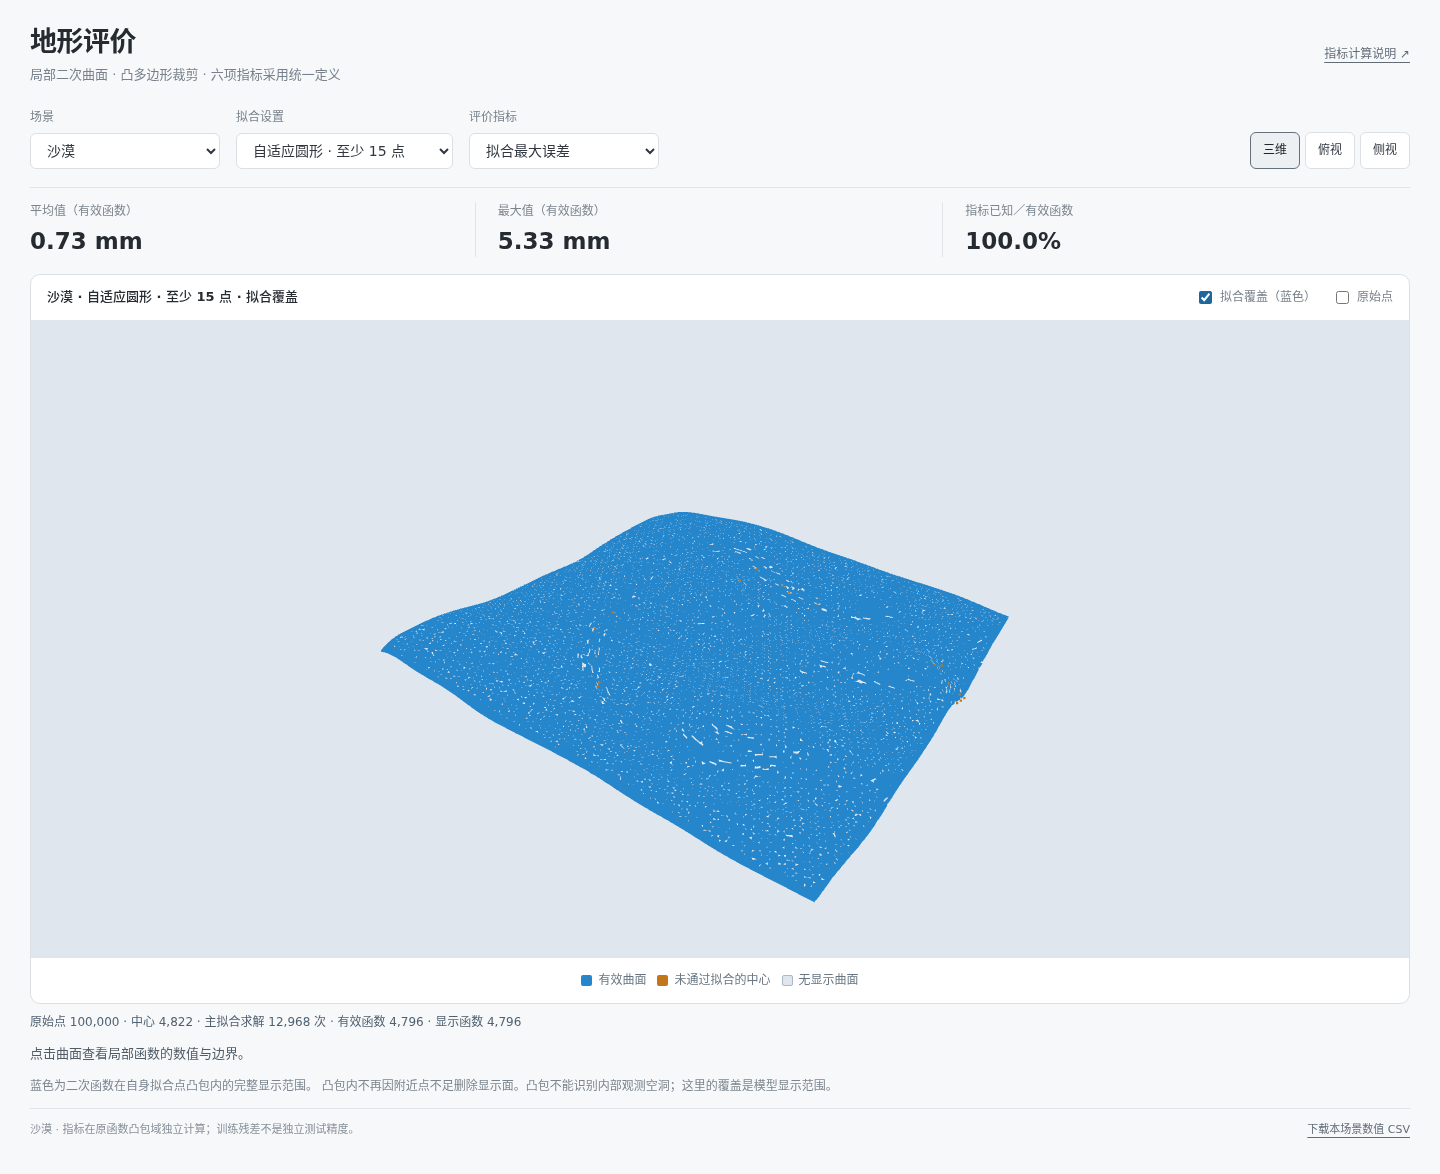 地形评价
局部二次曲面 · 凸多边形裁剪 · 六项指标采用统一定义
指标计算说明 ↗
场景
拟合设置
评价指标
沙漠
自适应圆形 · 至少 15 点
拟合最大误差
三维
俯视
侧视
平均值（有效函数）
最大值（有效函数）
指标已知／有效函数
0.73 mm
5.33 mm
100.0%
沙漠 · 自适应圆形 · 至少 15 点 · 拟合覆盖
拟合覆盖（蓝色）
原始点
有效曲面
未通过拟合的中心
无显示曲面
原始点 100,000 · 中心 4,822 · 主拟合求解 12,968 次 · 有效函数 4,796 · 显示函数 4,796
点击曲面查看局部函数的数值与边界。
蓝色为二次函数在自身拟合点凸包内的完整显示范围。 凸包内不再因附近点不足删除显示面。凸包不能识别内部观测空洞；这里的覆盖是模型显示范围。
沙漠 · 指标在原函数凸包域独立计算；训练残差不是独立测试精度。
下载本场景数值 CSV